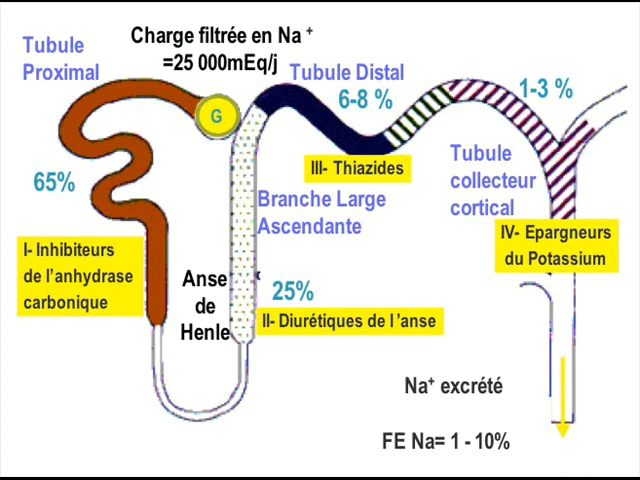 Charge filtrée en Na +
=25 000mEq/j
Tubule
Proximal
Tubule Distal
6-8 %
1-3 %
G
III- Thiazides
Tubule
collecteur
cortical
65%
Branche Large
Ascendante
IV- Epargneurs
du Potassium
I- Inhibiteurs
de l'anhydrase
carbonique
Anse
de
Henle
25%
II- Diurétiques de l'anse
Na+ excrété
FE Na= 1 - 10%